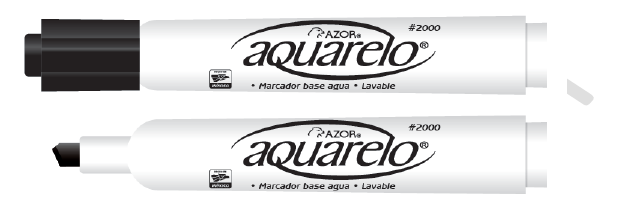 AZOR® #2000
aquarelo®
• Marcador base agua • Lavable
AZOR® #2000
aquarelo®
• Marcador base agua • Lavable